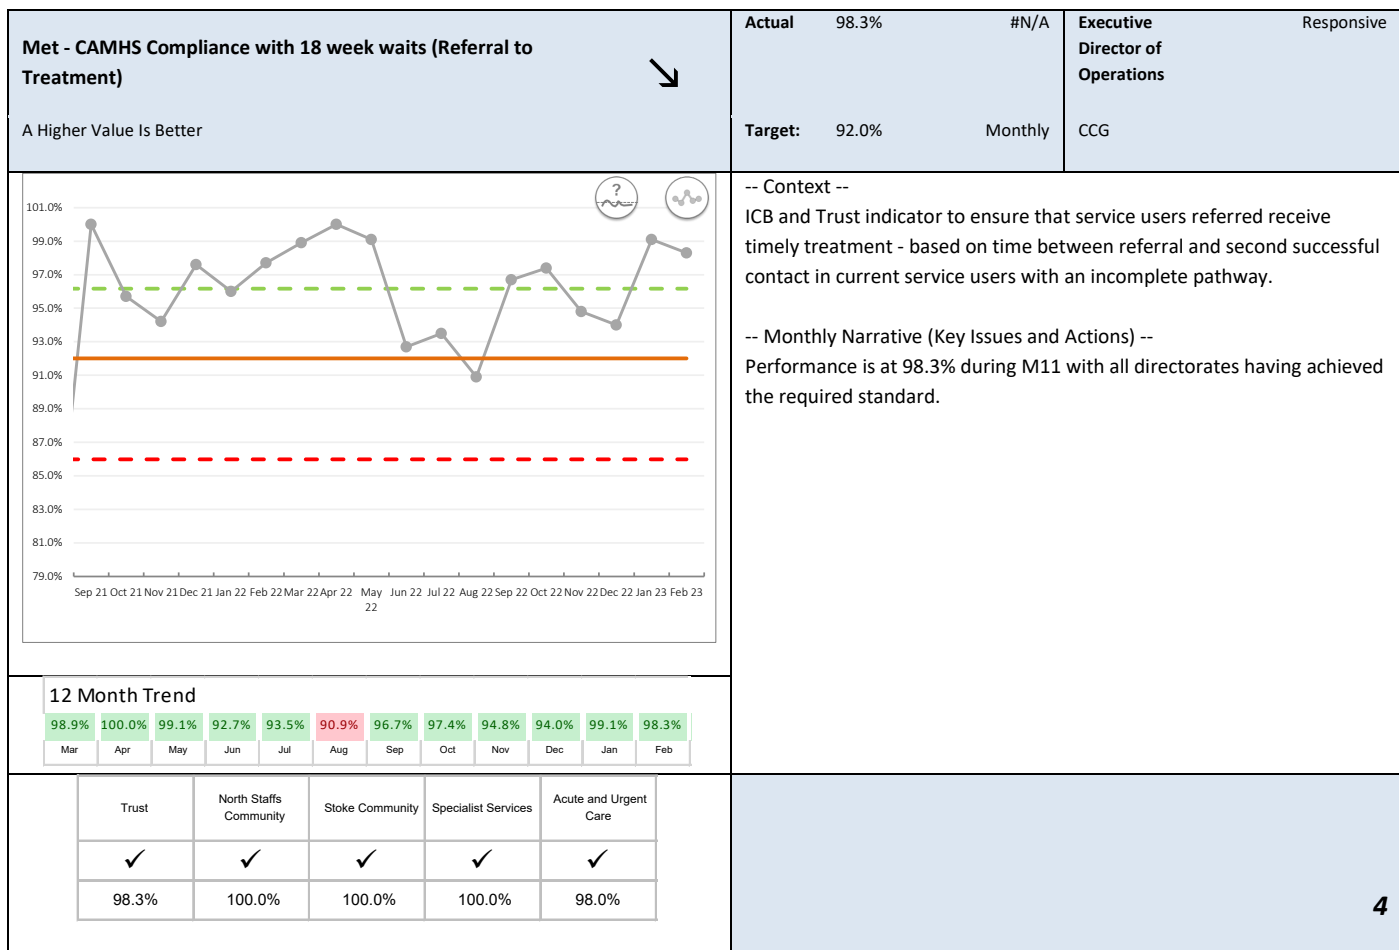 Met - CAMHS Compliance with 18 week waits (Referral to
Treatment)
A Higher Value Is Better
Actual 98.3% #N/A
Target: 92.0% Monthly
Executive
Director of
Operations
Responsive
CCG
?
101.0%
99.0%
97.0%
95.0%
93.0%
91.0%
89.0%
87.0%
85.0%
83.0%
81.0%
79.0%
Sep 21 Oct 21 Nov 21 Dec 21 Jan 22 Feb 22 Mar 22 Apr 22 May 22 Jun 22 Jul 22 Aug 22 Sep 22 Oct 22 Nov 22 Dec 22 Jan 23 Feb 23
-- Context --
ICB and Trust indicator to ensure that service users referred receive
timely treatment - based on time between referral and second successful
contact in current service users with an incomplete pathway.
-- Monthly Narrative (Key Issues and Actions) --
Performance is at 98.3% during M11 with all directorates having achieved
the required standard.
12 Month Trend
98.9% 100.0% 99.1% 92.7% 93.5% 90.9% 96.7% 97.4% 94.8% 94.0% 99.1% 98.3%
Mar Apr May Jun Jul Aug Sep Oct Nov Dec Jan Feb
Trust
North Staffs
Community
Stoke Community
Specialist Services
Acute and Urgent
Care
✓ ✓ ✓ ✓ ✓
98.3% 100.0% 100.0% 100.0% 98.0%
4